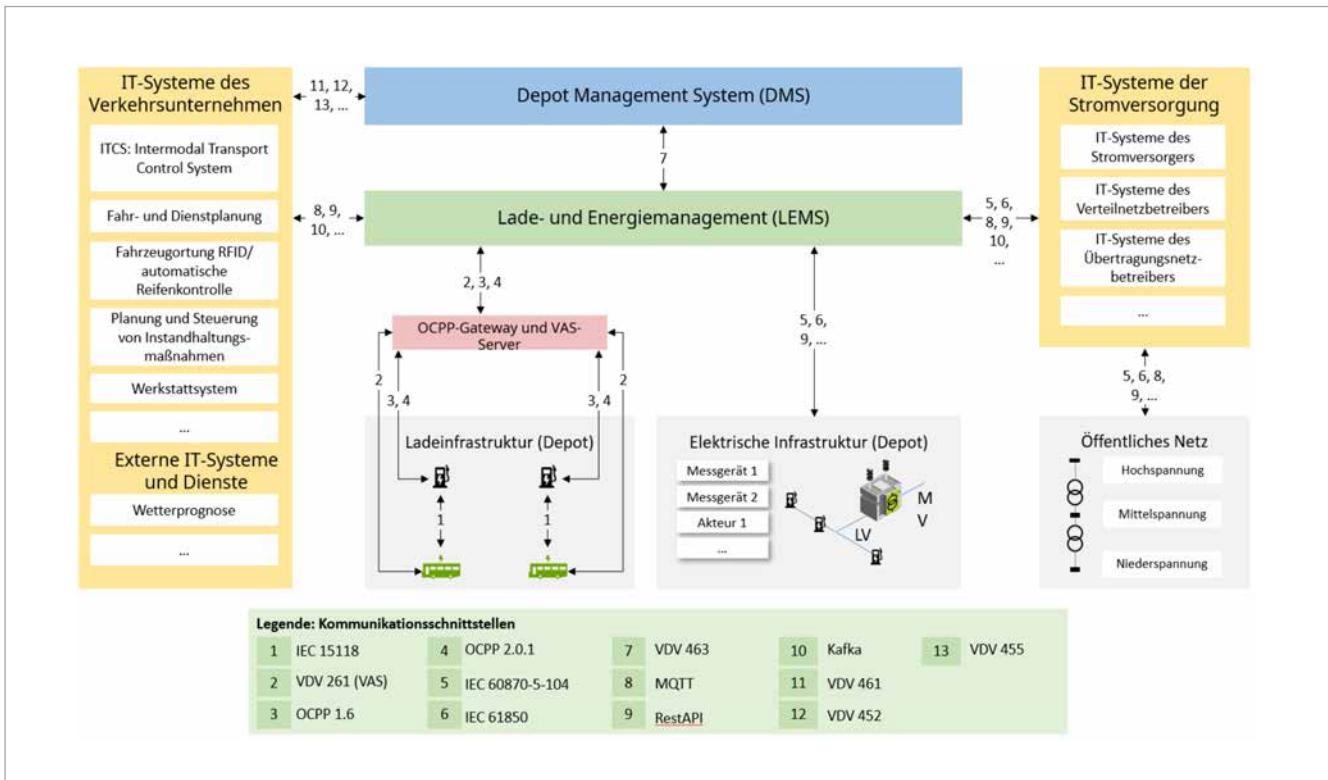 IT-Systeme des
Verkehrsunternehmen
ITCS: Intermodal Transport
Control System
Fahr- und Dienstplanung
Fahrzeugortung RFID/
automatische
Reifenkontrolle
Planung und Steuerung
von Instandhaltungs-
maßnahmen
Werkstattsystem
...
Externe IT-Systeme
und Dienste
Wetterprognose
...
11, 12,
13, ...
8, 9,
10, ...
Depot Management System (DMS)
7
Lade- und Energiemanagement (LEMS)
2, 3, 4
OCPP-Gateway und VAS-
Server
2
3, 4
3, 4
2
Ladeinfrastruktur (Depot)
1
1
5, 6,
9, ...
Elektrische Infrastruktur (Depot)
Messgerät 1
Messgerät 2
Akteur 1
...
LV
M
V
5, 6,
8, 9,
10,
...
IT-Systeme der
Stromversorgung
IT-Systeme des
Stromversorgers
IT-Systeme des
Verteilnetzbetreibers
IT-Systeme des
Übertragungsnetz-
betreibers
...
5, 6, 8,
9, ...
Öffentliches Netz
Hochspannung
Mittelspannung
Niederspannung
Legende: Kommunikationsschnittstellen
1 IEC 15118
2 VDV 261 (VAS)
3 OCPP 1.6
4 OCPP 2.0.1
5 IEC 60870-5-104
6 IEC 61850
7 VDV 463
8 MQTT
9 RestAPI
10 Kafka
11 VDV 461
12 VDV 452
13 VDV 455